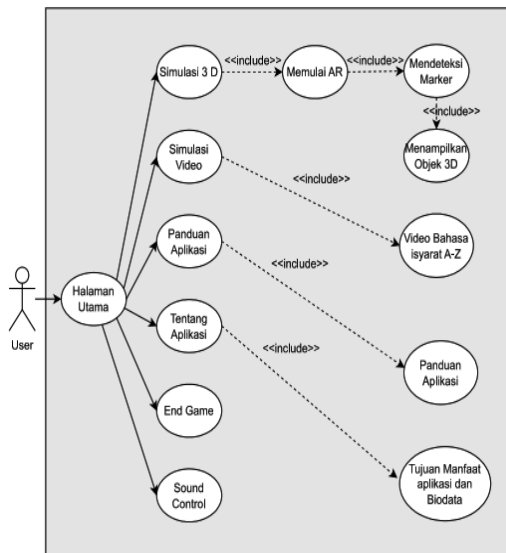 Simulasi 3 D
<<include>>
Memulai AR
<<include>>
Mendeteksi
Marker
<<include>>
Menampilkan
Objek 3D
Simulasi
Video
<<include>>
Video Bahasa
isyarat A-Z
Panduan
Aplikasi
<<include>>
Panduan
Aplikasi
User
Halaman
Utama
Tentang
Aplikasi
<<include>>
Tujuan Manfaat
aplikasi dan
Biodata
End Game
Sound
Control